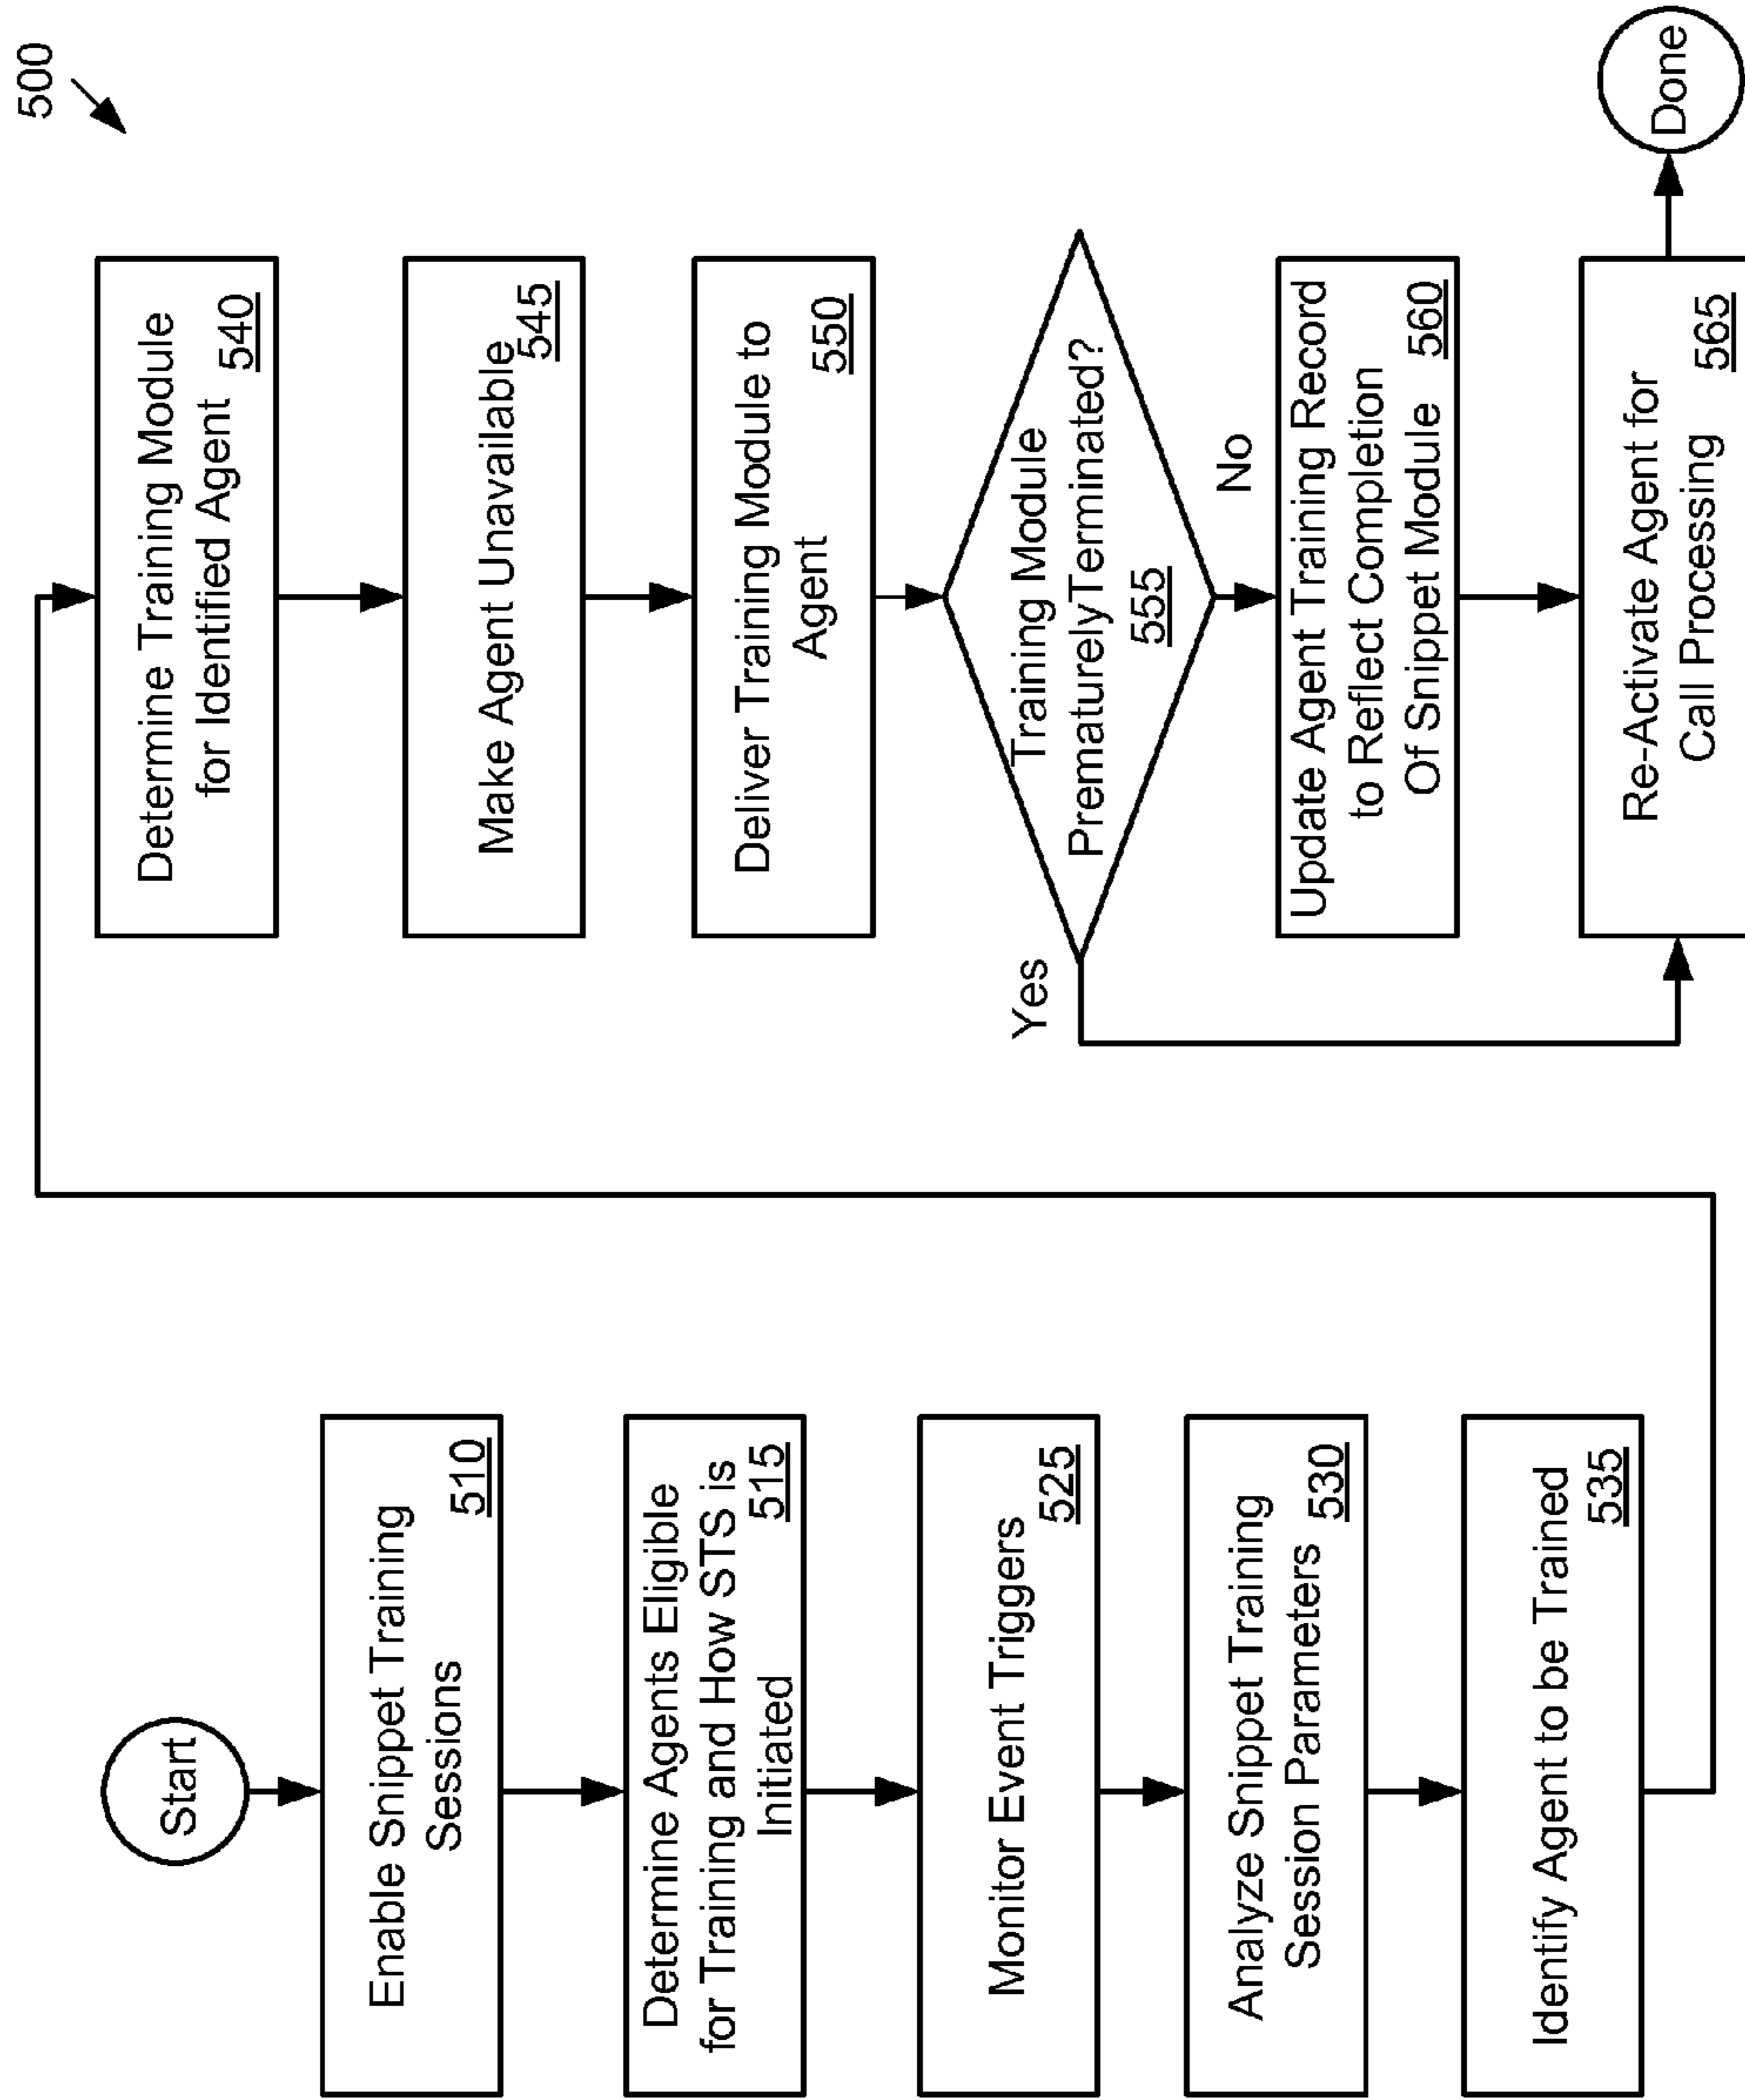 500
Start
Enable Snippet Training
Sessions
510
Determine Agents Eligible
for Training and How STS is
Initiated
515
Monitor Event Triggers
525
Analyze Snippet Training
Session Parameters
530
Identify Agent to be Trained
535
Determine Training Module
for Identified Agent
540
Make Agent Unavailable
545
Deliver Training Module to
Agent
550
Training Module
PrematurelyTerminated?
555
Yes
No
Update Agent Training Record
to Reflect Completion
Of Snippet Module
560
Re-Activate Agent for
Call Processing
565
Done